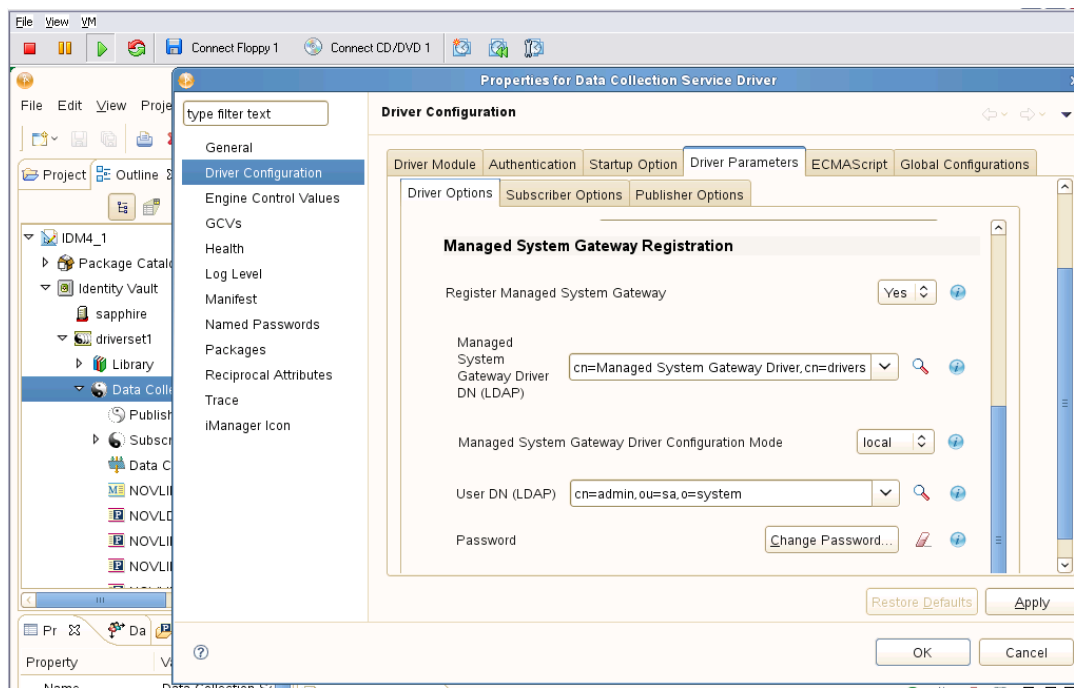 File View VM
Connect Floppy 1 Connect CD/DVD 1
Properties for Data Collection Service Driver
File Edit View Proje
type filter text
Driver Configuration
General
Driver Configuration
Engine Control Values
GCVs
Health
Log Level
Manifest
Named Passwords
Packages
Reciprocal Attributes
Trace
iManager Icon
Driver Module Authentication Startup Option Driver Parameters ECMAScript Global Configurations
Driver Options Subscriber Options Publisher Options
Managed System Gateway Registration
Register Managed System Gateway Yes
Managed
System
Gateway Driver
DN (LDAP)
cn=Managed System Gateway Driver,cn=drivers
Managed System Gateway Driver Configuration Mode local
User DN (LDAP) cn=admin,ou=sa,o=system
Password Change Password...
Restore Defaults Apply
OK Cancel
Project Outline
IDM4_1
Package Catal
Identity Vault
sapphire
driverset1
Library
Data Coll
Publish
Subscr
Data C
NOVLI
NOVLD
NOVLI
NOVLI
Pr Da
Property
Name